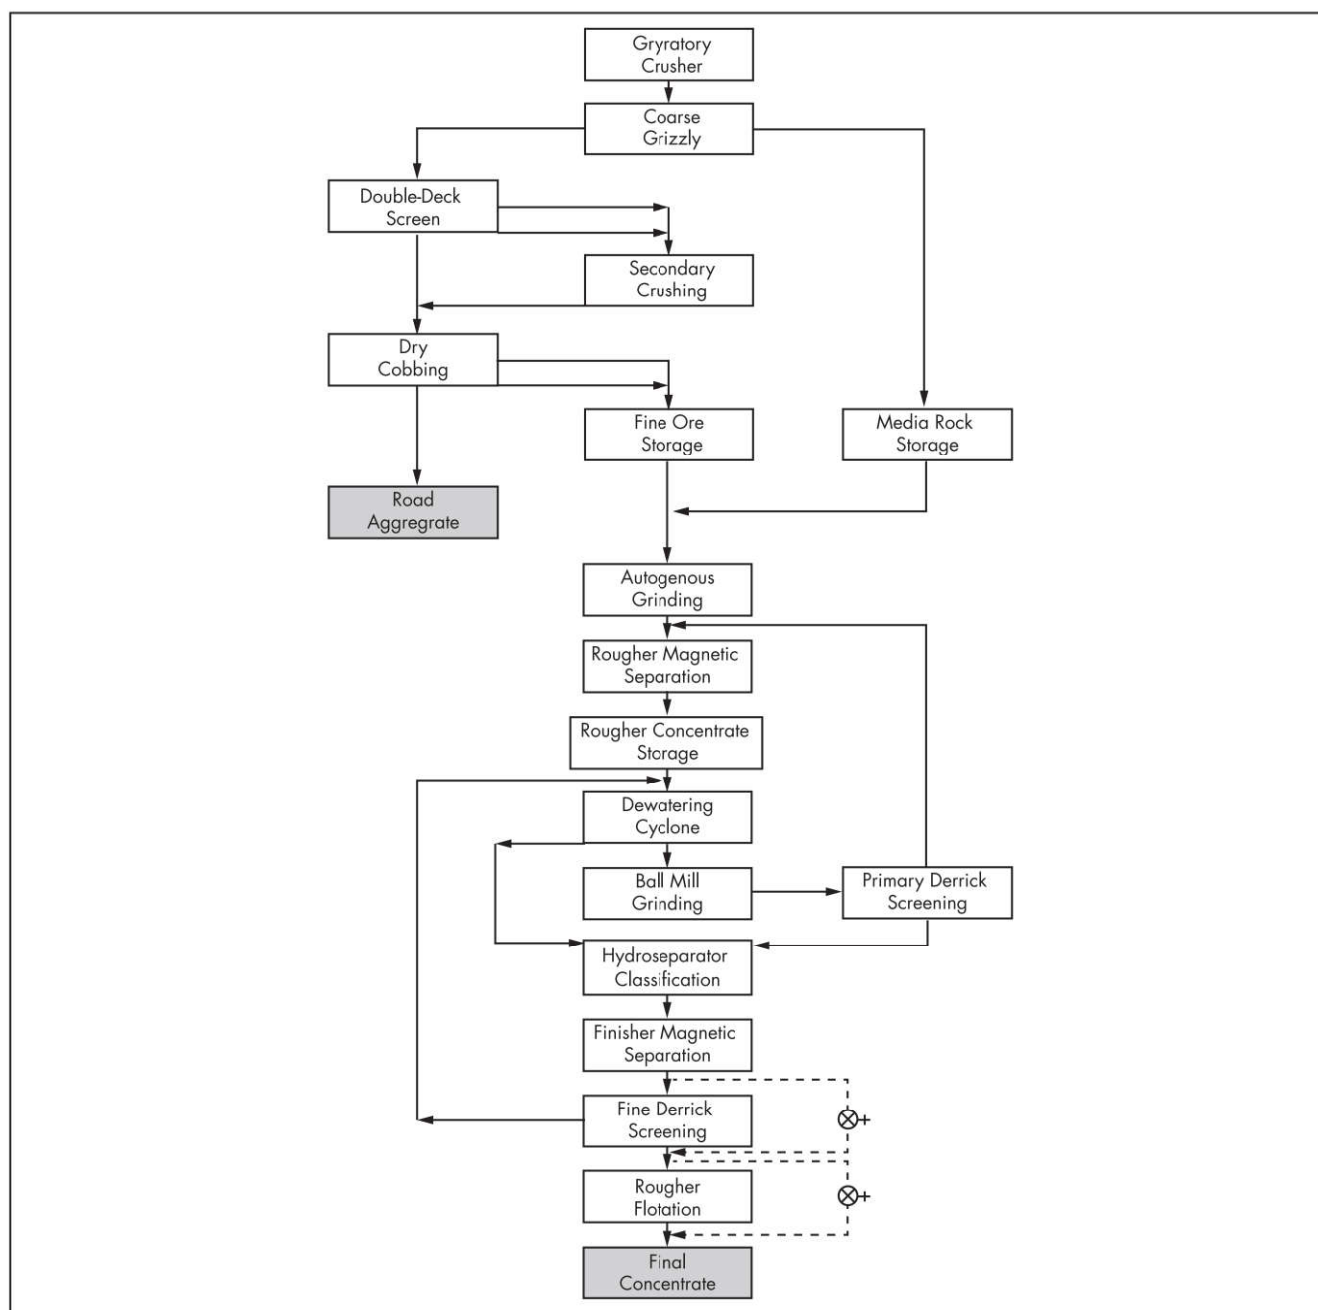 Gryratory
Crusher
Coarse
Grizzly
Double-Deck
Screen
Secondary
Crushing
Dry
Cobbing
Fine Ore
Storage
Media Rock
Storage
Road
Aggregrate
Autogenous
Grinding
Rougher Magnetic
Separation
Rougher Concentrate
Storage
Dewatering
Cyclone
Ball Mill
Grinding
Primary Derrick
Screening
Hydroseparator
Classification
Finisher Magnetic
Separation
Fine Derrick
Screening
+
Rougher
Flotation
+
Final
Concentrate